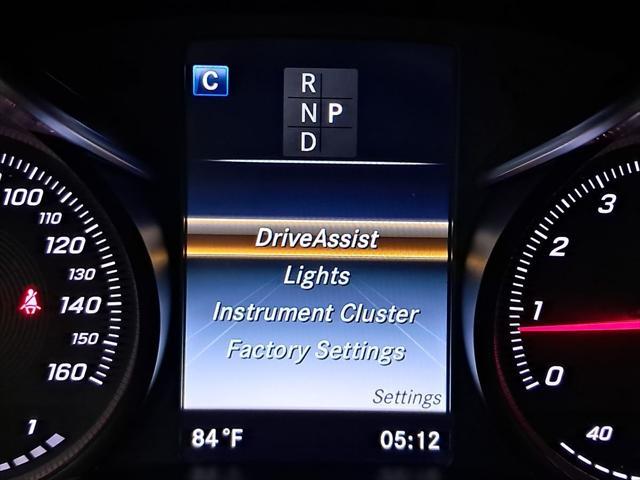 C
R
N P
D
DriveAssist
Lights
Instrument Cluster
Factory Settings
Settings
84°F
05:12
100
110
120
130
140
150
160
1
3
2
1
0
40